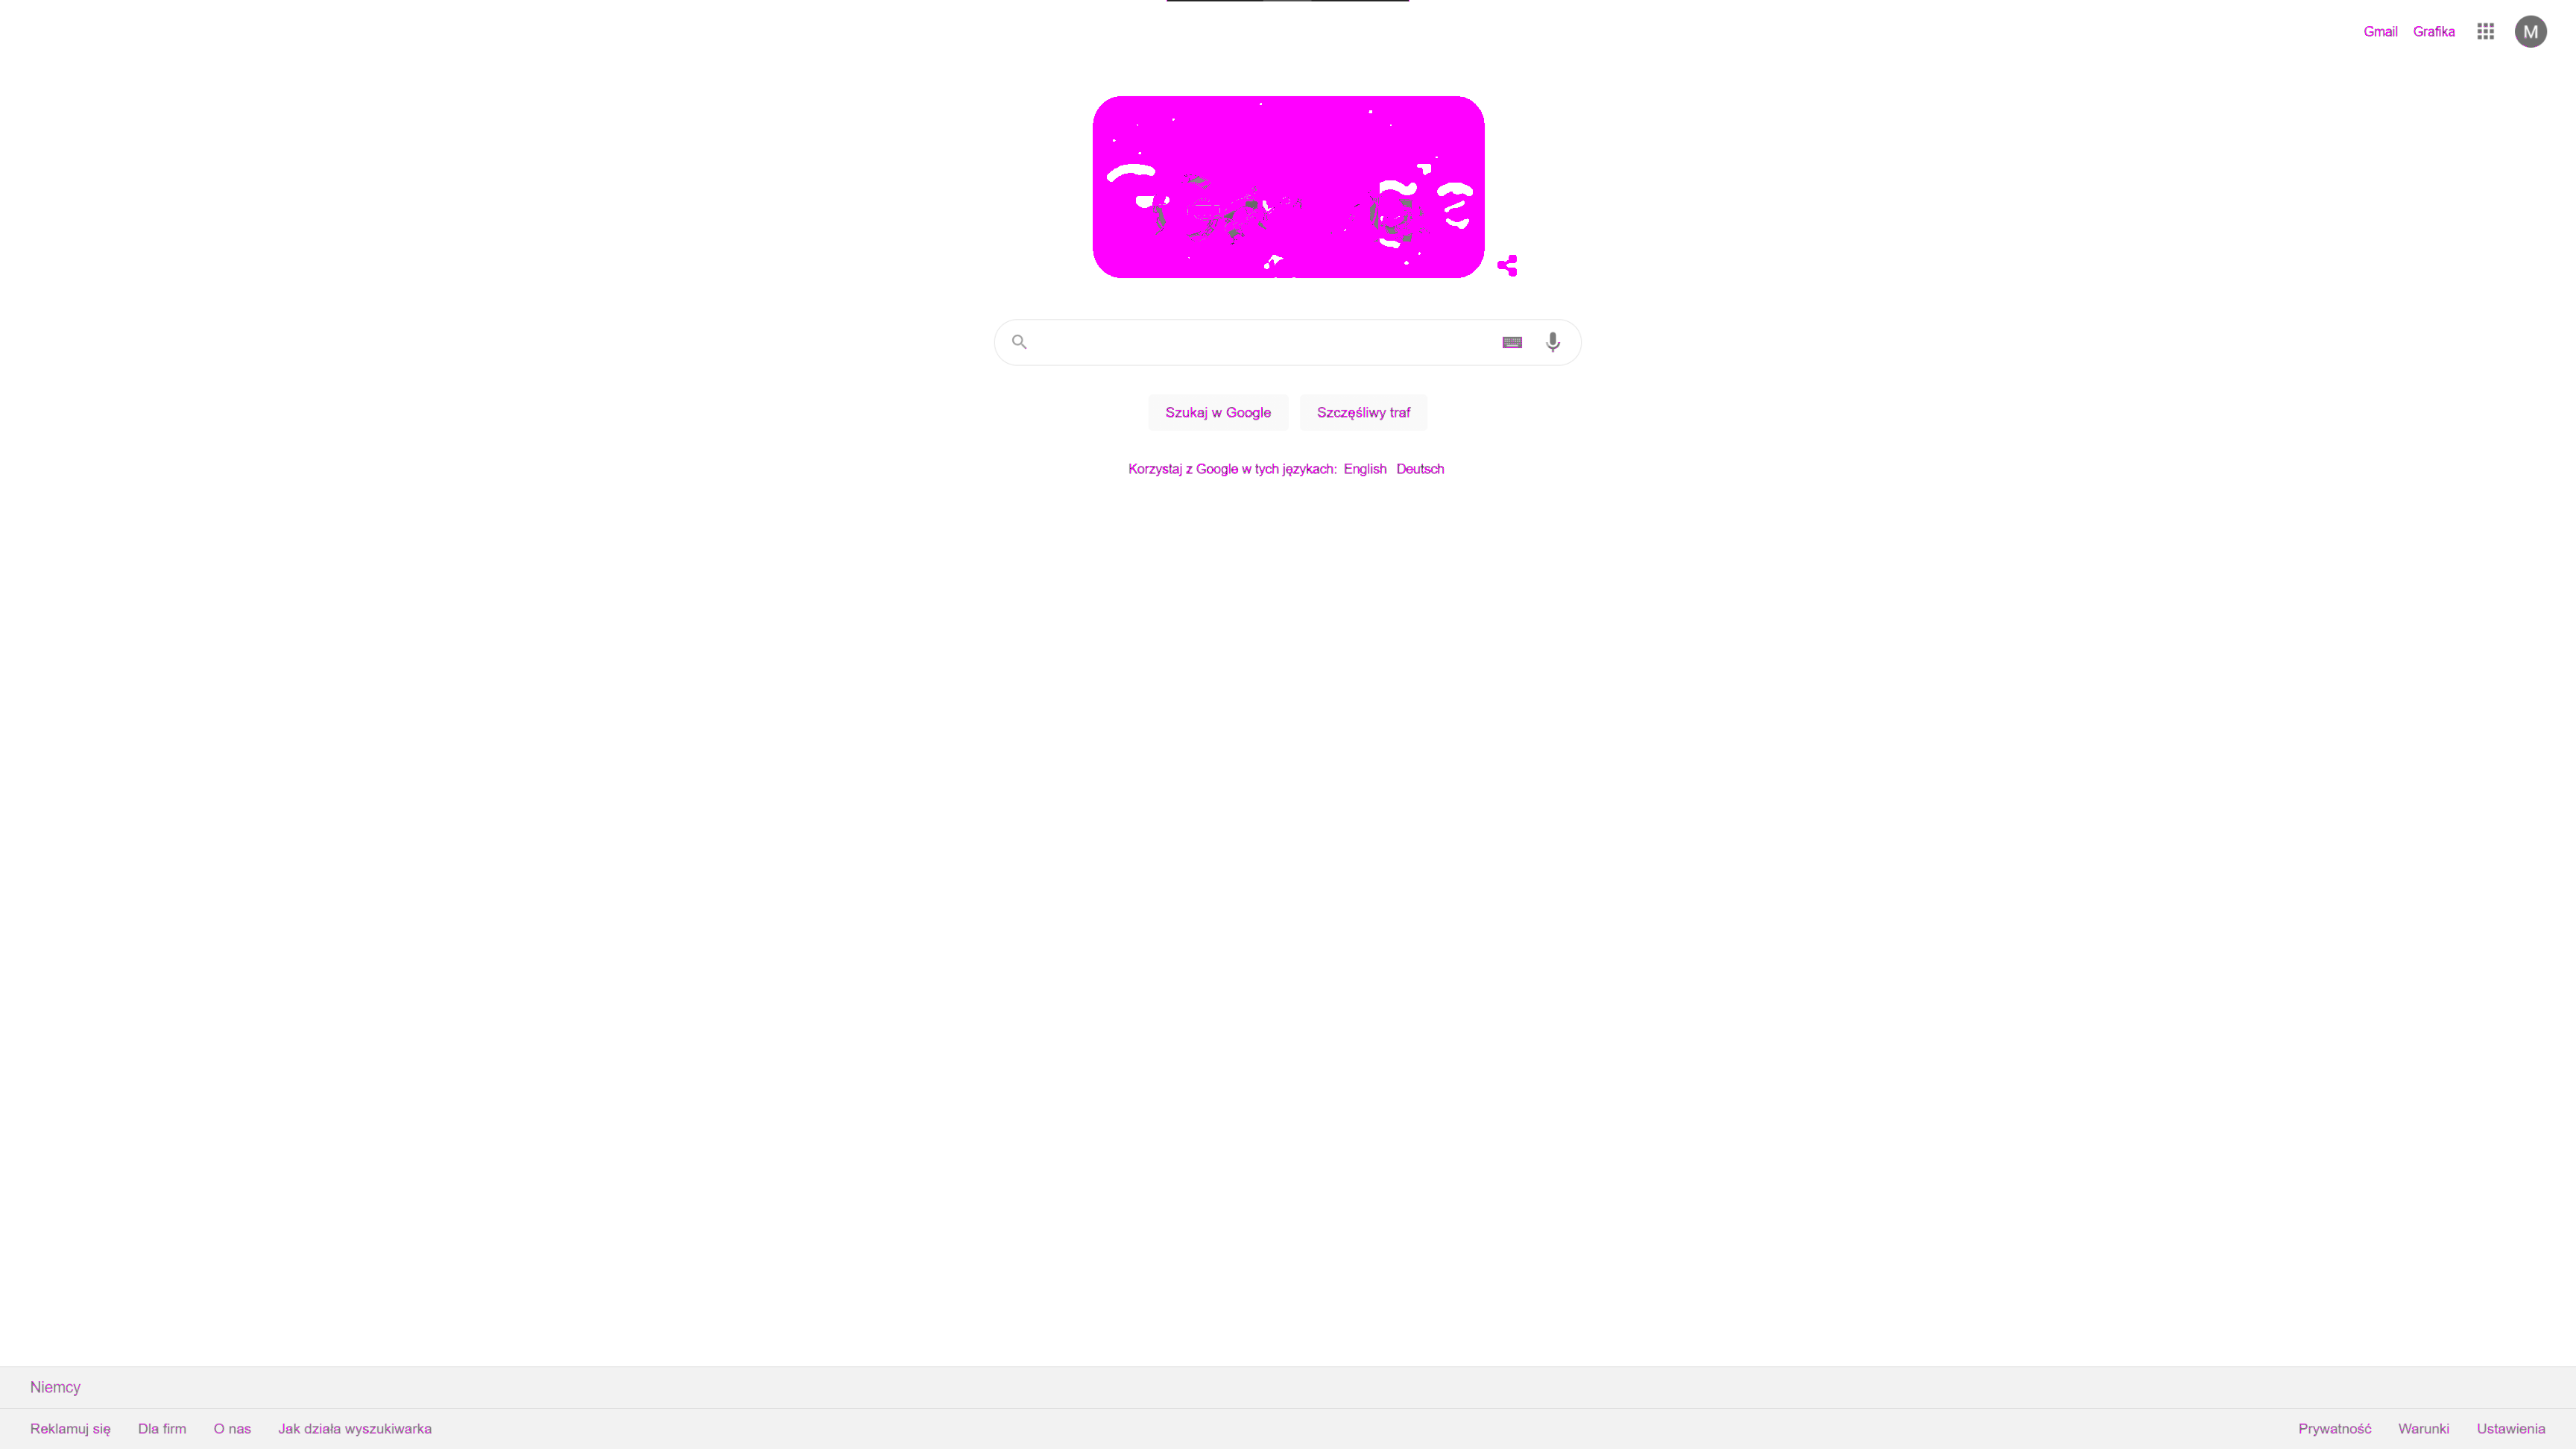 Gmail Grafika M
Szukaj w Google Szczęśliwy traf
Korzystaj z Google w tych językach: English Deutsch
Niemcy
Reklamuj się Dla firm O nas Jak działa wyszukiwarka Prywatność Warunki Ustawienia